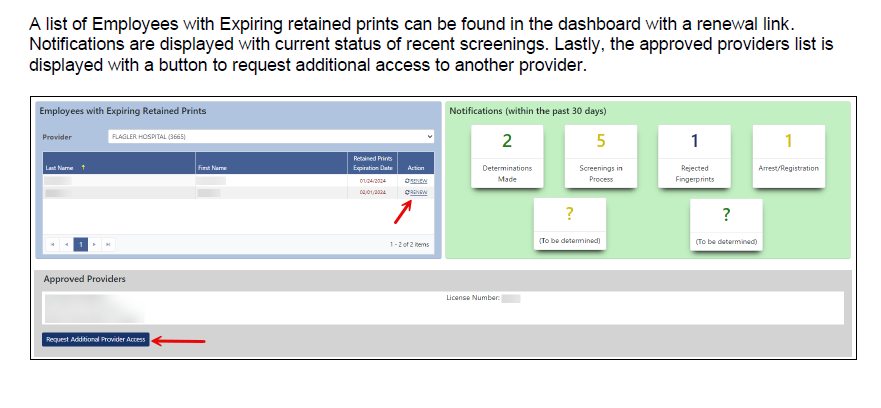 A list of Employees with Expiring retained prints can be found in the dashboard with a renewal link.
Notifications are displayed with current status of recent screenings. Lastly, the approved providers list is
displayed with a button to request additional access to another provider.
Employees with Expiring Retained Prints
Provider
FLAGLER HOSPITAL (3665)
Last Name ↑
First Name
Retained Prints
Expiration Date
Action
01/24/2024
RENEW
02/01/2024
RENEW
1
1 - 2 of 2 items
Notifications (within the past 30 days)
2
Determinations
Made
5
Screenings in
Process
1
Rejected
Fingerprints
1
Arrest/Registration
?
(To be determined)
?
(To be determined)
Approved Providers
License Number:
Request Additional Provider Access